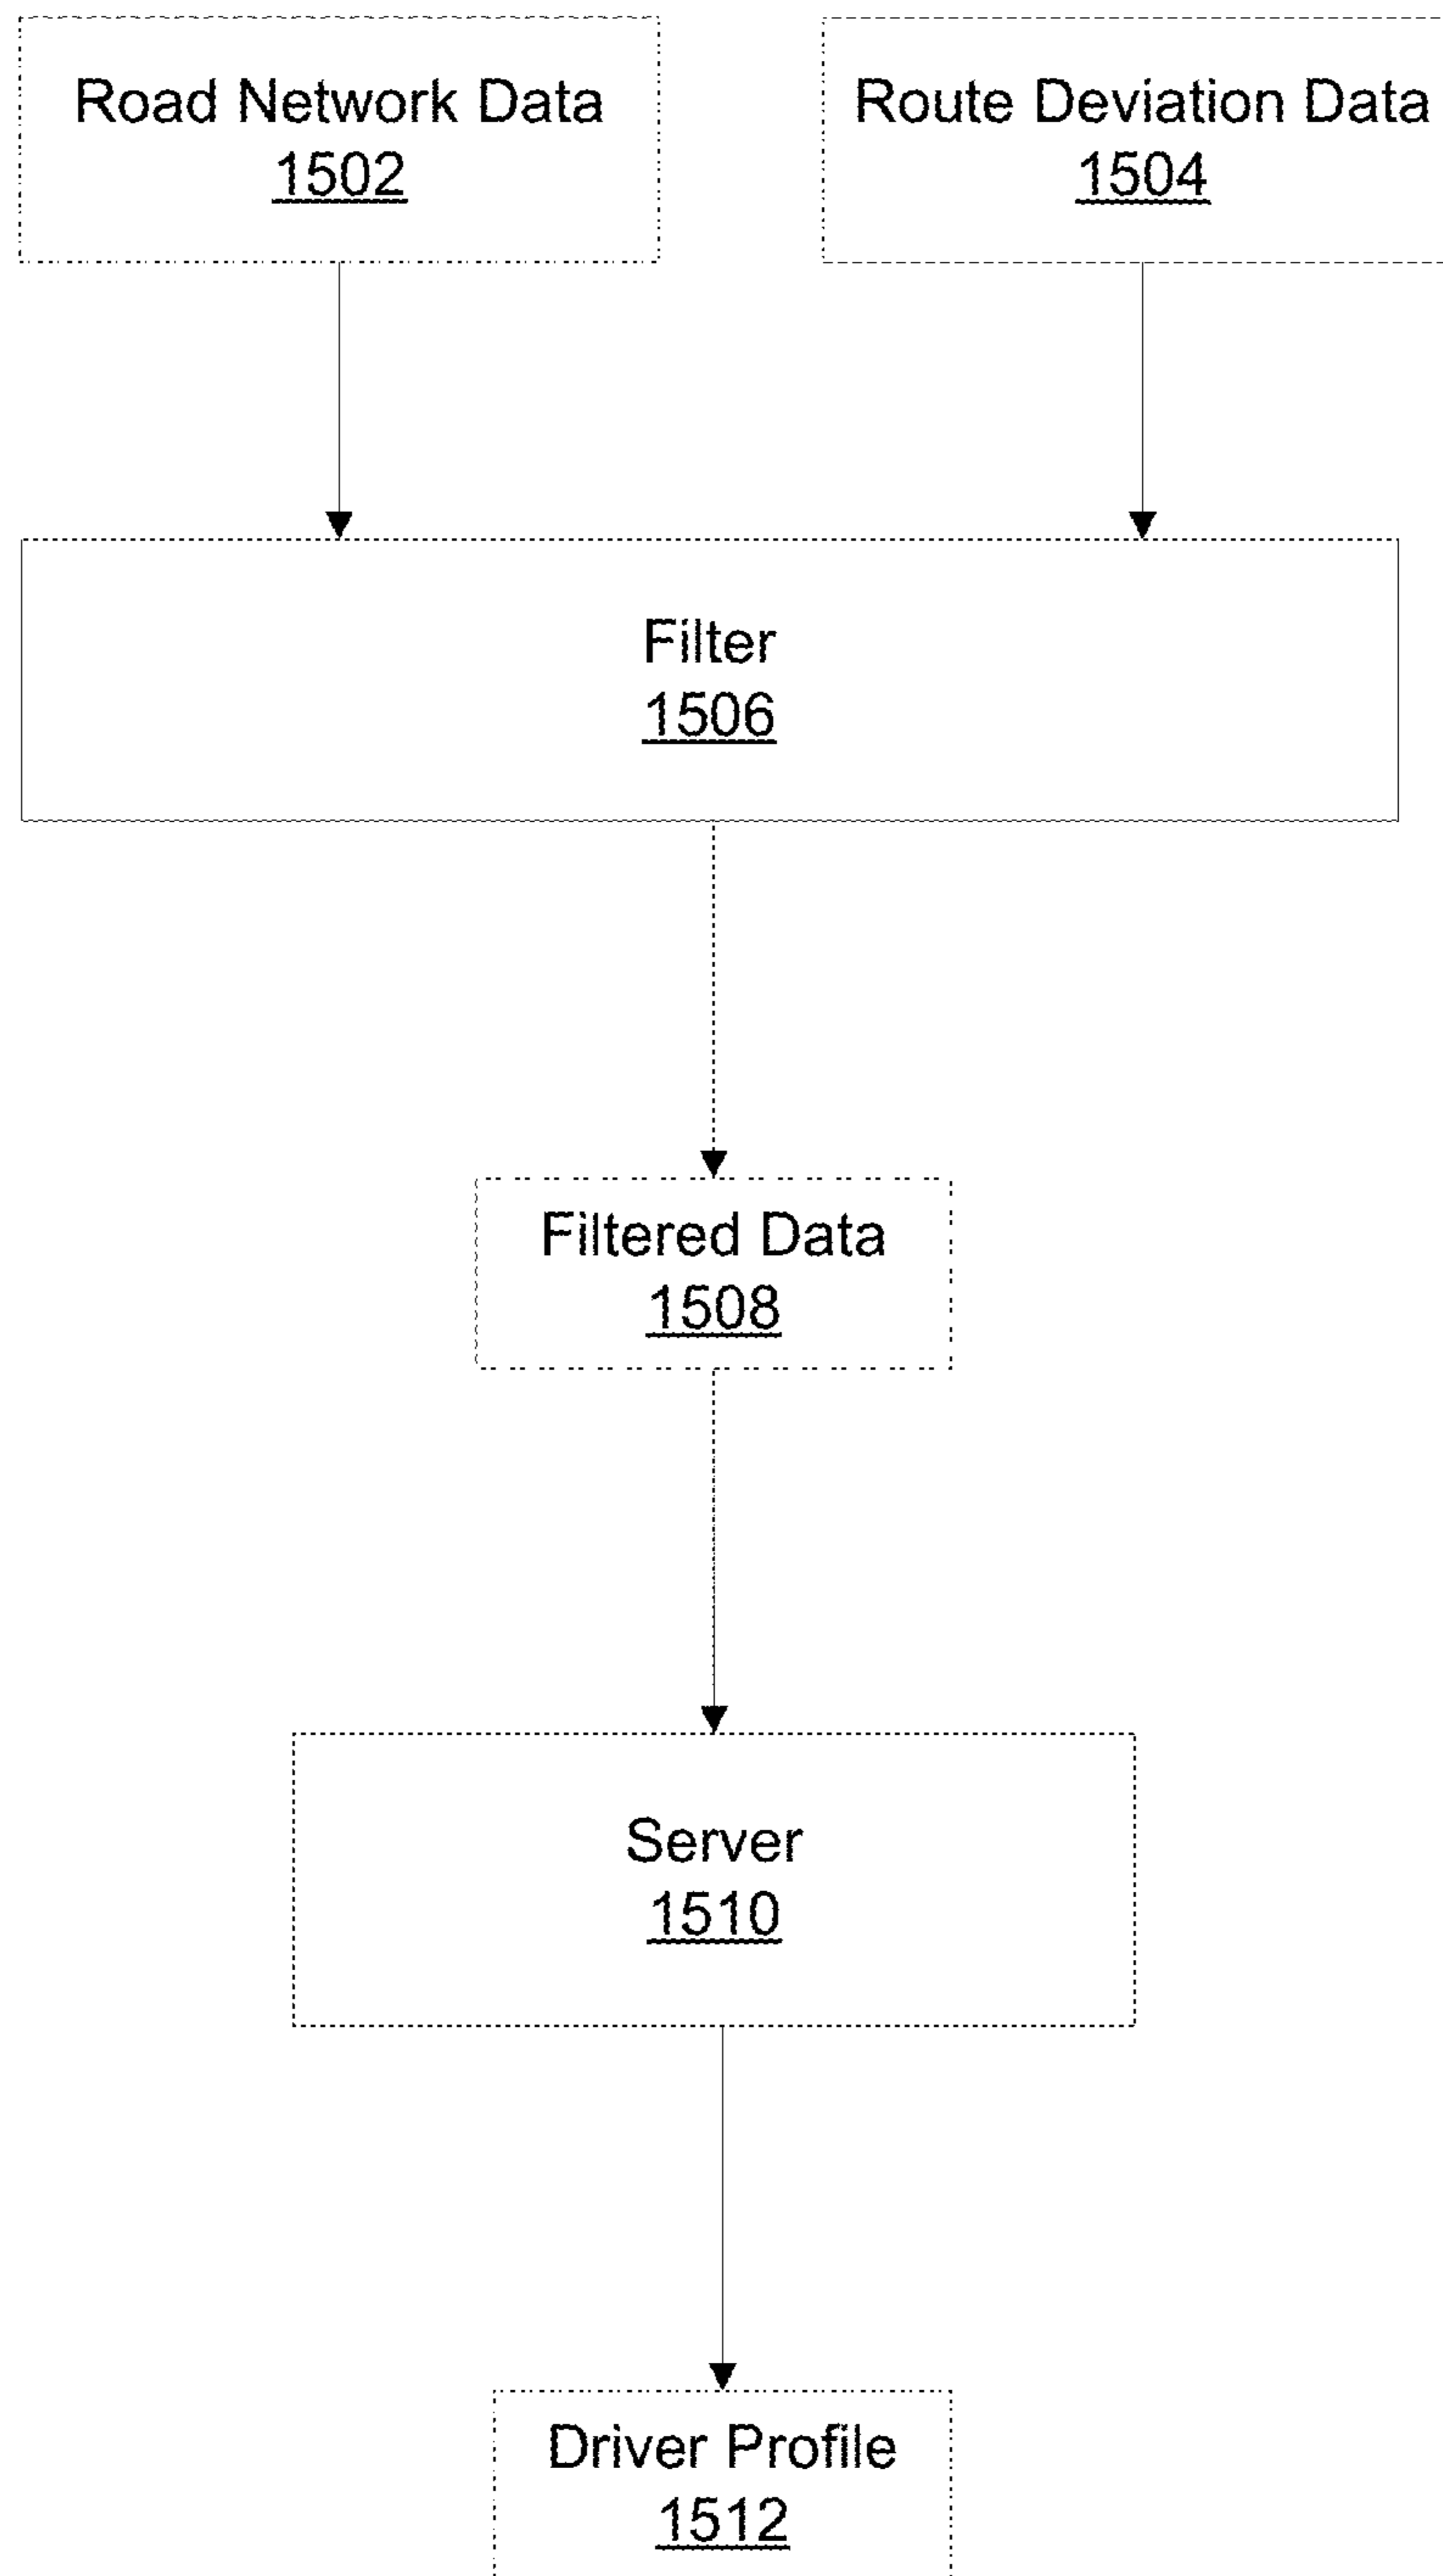 Road Network Data
1502
Route Deviation Data
1504
Filter
1506
Filtered Data
1508
Server
1510
Driver Profile
1512